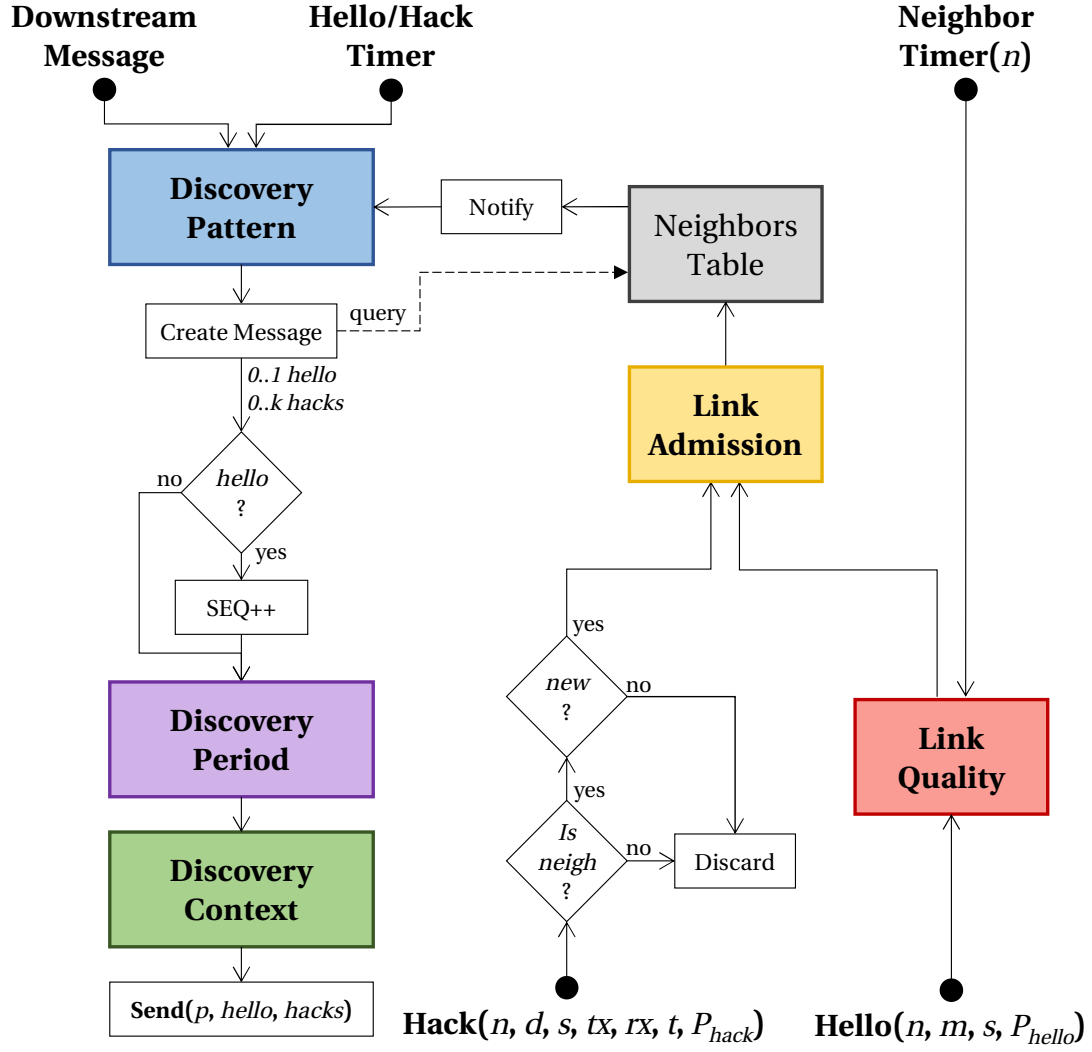 Downstream
Message
Hello/Hack
Timer
Neighbor
Timer(n)
Discovery
Pattern
Notify
Neighbors
Table
query
Create Message
0..1 hello
0..k hacks
Link
Admission
no
hello
?
yes
SEQ++
yes
new
?
no
Discovery
Period
Link
Quality
yes
Is
neigh
?
no
Discard
Discovery
Context
Send(p, hello, hacks)
Hack(n, d, s, tx, rx, t, P_hack)
Hello(n, m, s, P_hello)